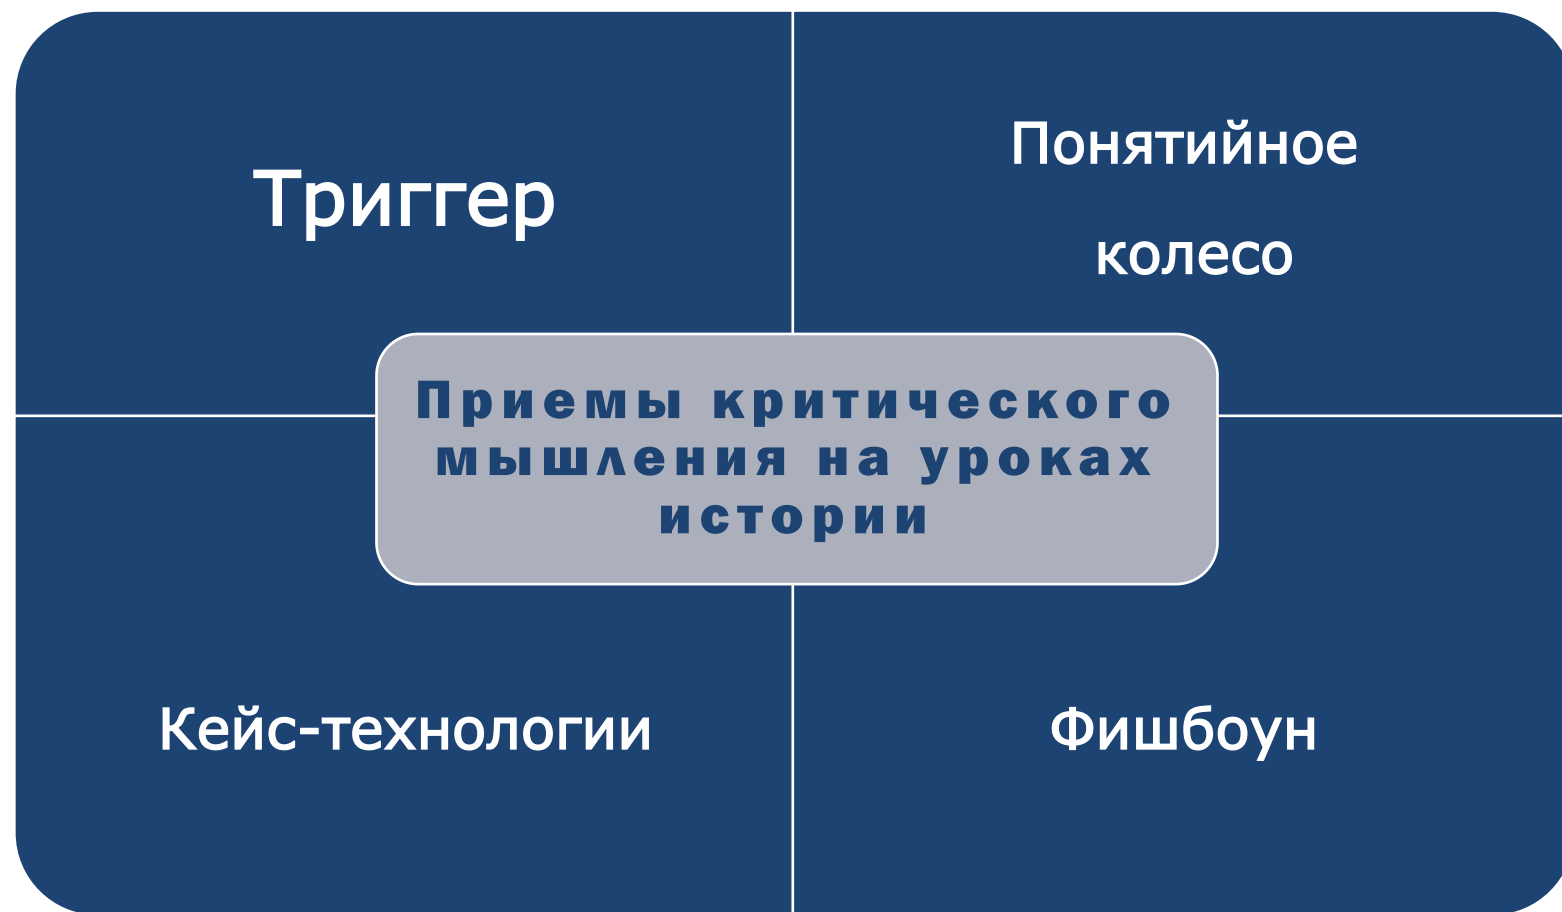 Триггер
Понятийное
колесо
Приемы критического
мышления на уроках
истории
Кейс-технологии
Фишбоун